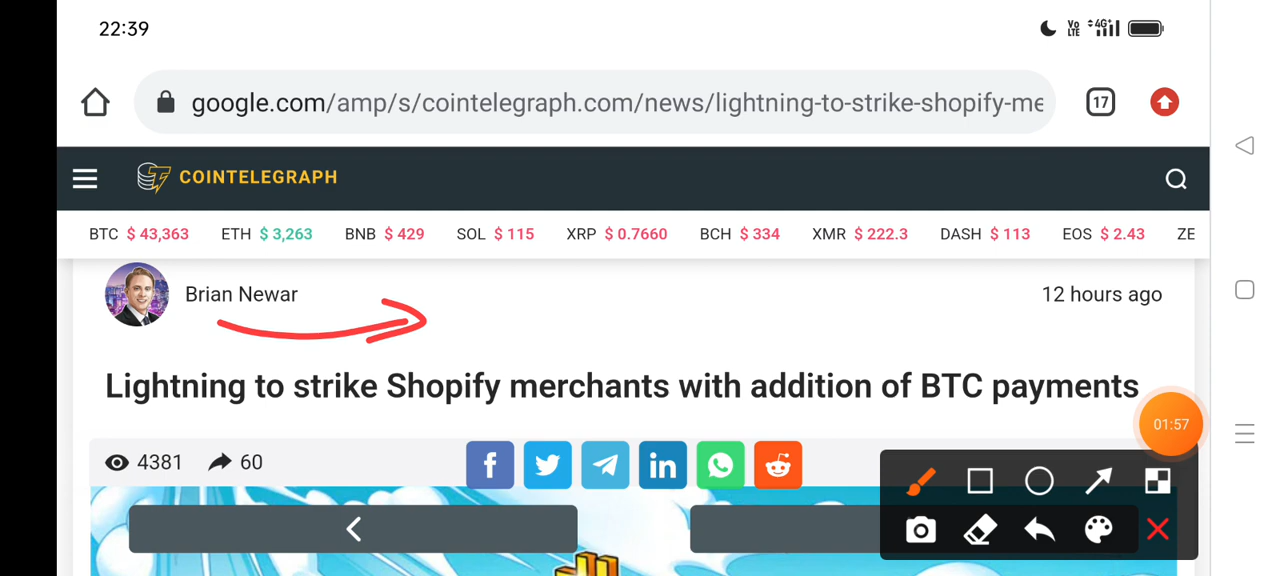 22:39
Vo LTE 4G+
google.com/amp/s/cointelegraph.com/news/lightning-to-strike-shopify-me
17
COINTELEGRAPH
BTC $ 43,363 ETH $ 3,263 BNB $ 429 SOL $ 115 XRP $ 0.7660 BCH $ 334 XMR $ 222.3 DASH $ 113 EOS $ 2.43 ZE
Brian Newar 12 hours ago
Lightning to strike Shopify merchants with addition of BTC payments
01:57
4381 60